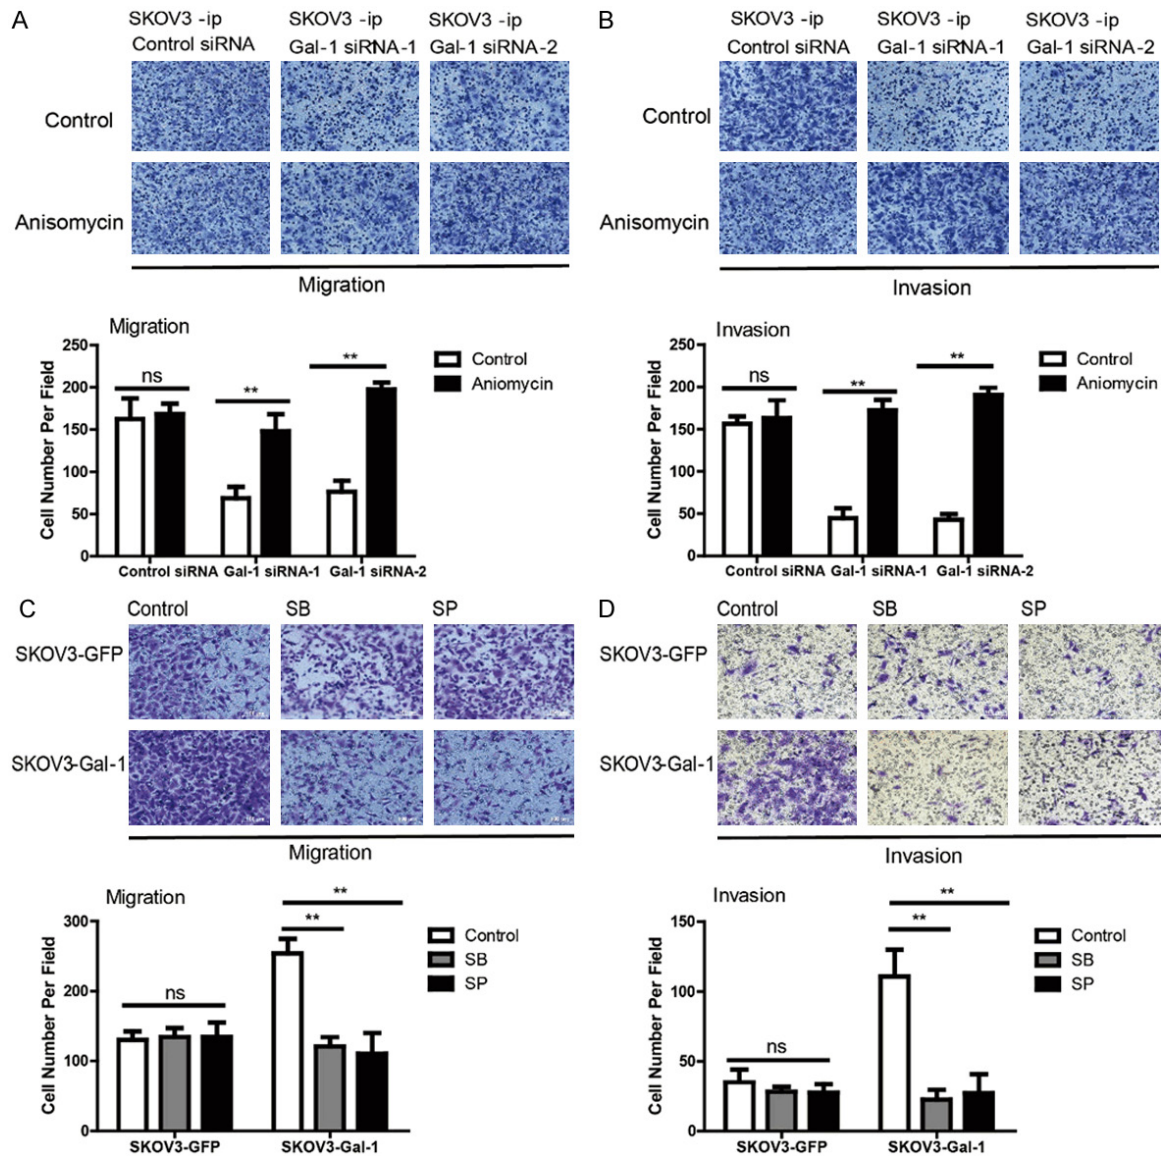 A
SKOV3 -ip SKOV3 -ip SKOV3 -ip
Control siRNA Gal-1 siRNA-1 Gal-1 siRNA-2
Control
Anisomycin
Migration
Migration
250
200
150
100
50
0
Cell Number Per Field
ns
**
**
Control
Aniomycin
Control siRNA Gal-1 siRNA-1 Gal-1 siRNA-2
B
SKOV3 -ip SKOV3 -ip SKOV3 -ip
Control siRNA Gal-1 siRNA-1 Gal-1 siRNA-2
Control
Anisomycin
Invasion
Invasion
250
200
150
100
50
0
Cell Number Per Field
ns
**
**
Control
Aniomycin
Control siRNA Gal-1 siRNA-1 Gal-1 siRNA-2
C
Control SB SP
SKOV3-GFP
SKOV3-Gal-1
Migration
Migration
300
200
100
0
Cell Number Per Field
ns
**
**
Control
SB
SP
SKOV3-GFP SKOV3-Gal-1
D
Control SB SP
SKOV3-GFP
SKOV3-Gal-1
Invasion
Invasion
150
100
50
0
Cell Number Per Field
ns
**
**
Control
SB
SP
SKOV3-GFP SKOV3-Gal-1